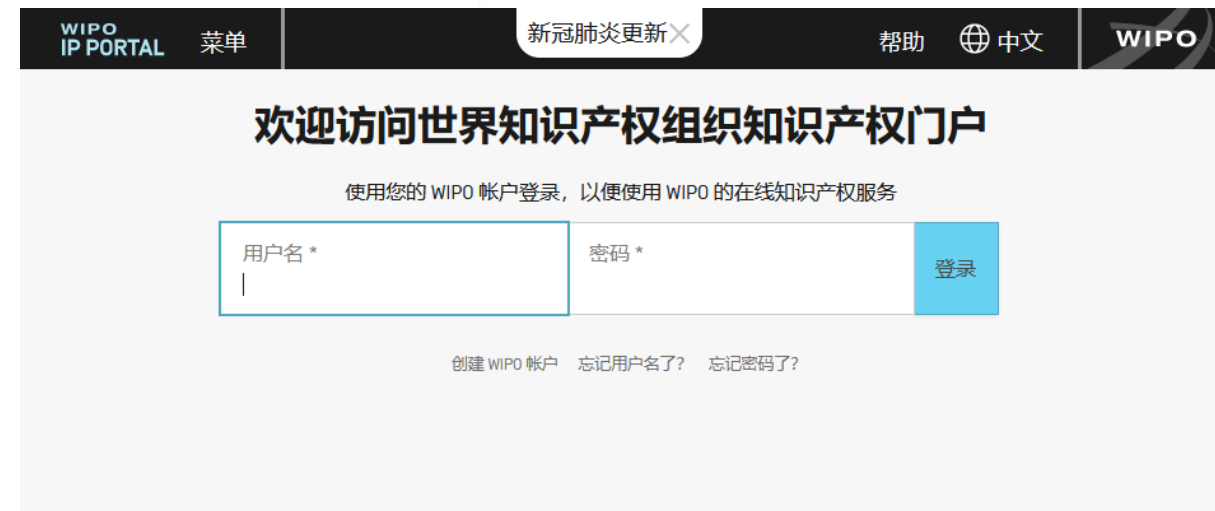 WIPO
IP PORTAL
菜单
新冠肺炎更新
帮助
中文
WIPO
欢迎访问世界知识产权组织知识产权门户
使用您的 WIPO 帐户登录，以便使用 WIPO 的在线知识产权服务
用户名 *
密码 *
登录
创建 WIPO 帐户 忘记用户名了? 忘记密码了?